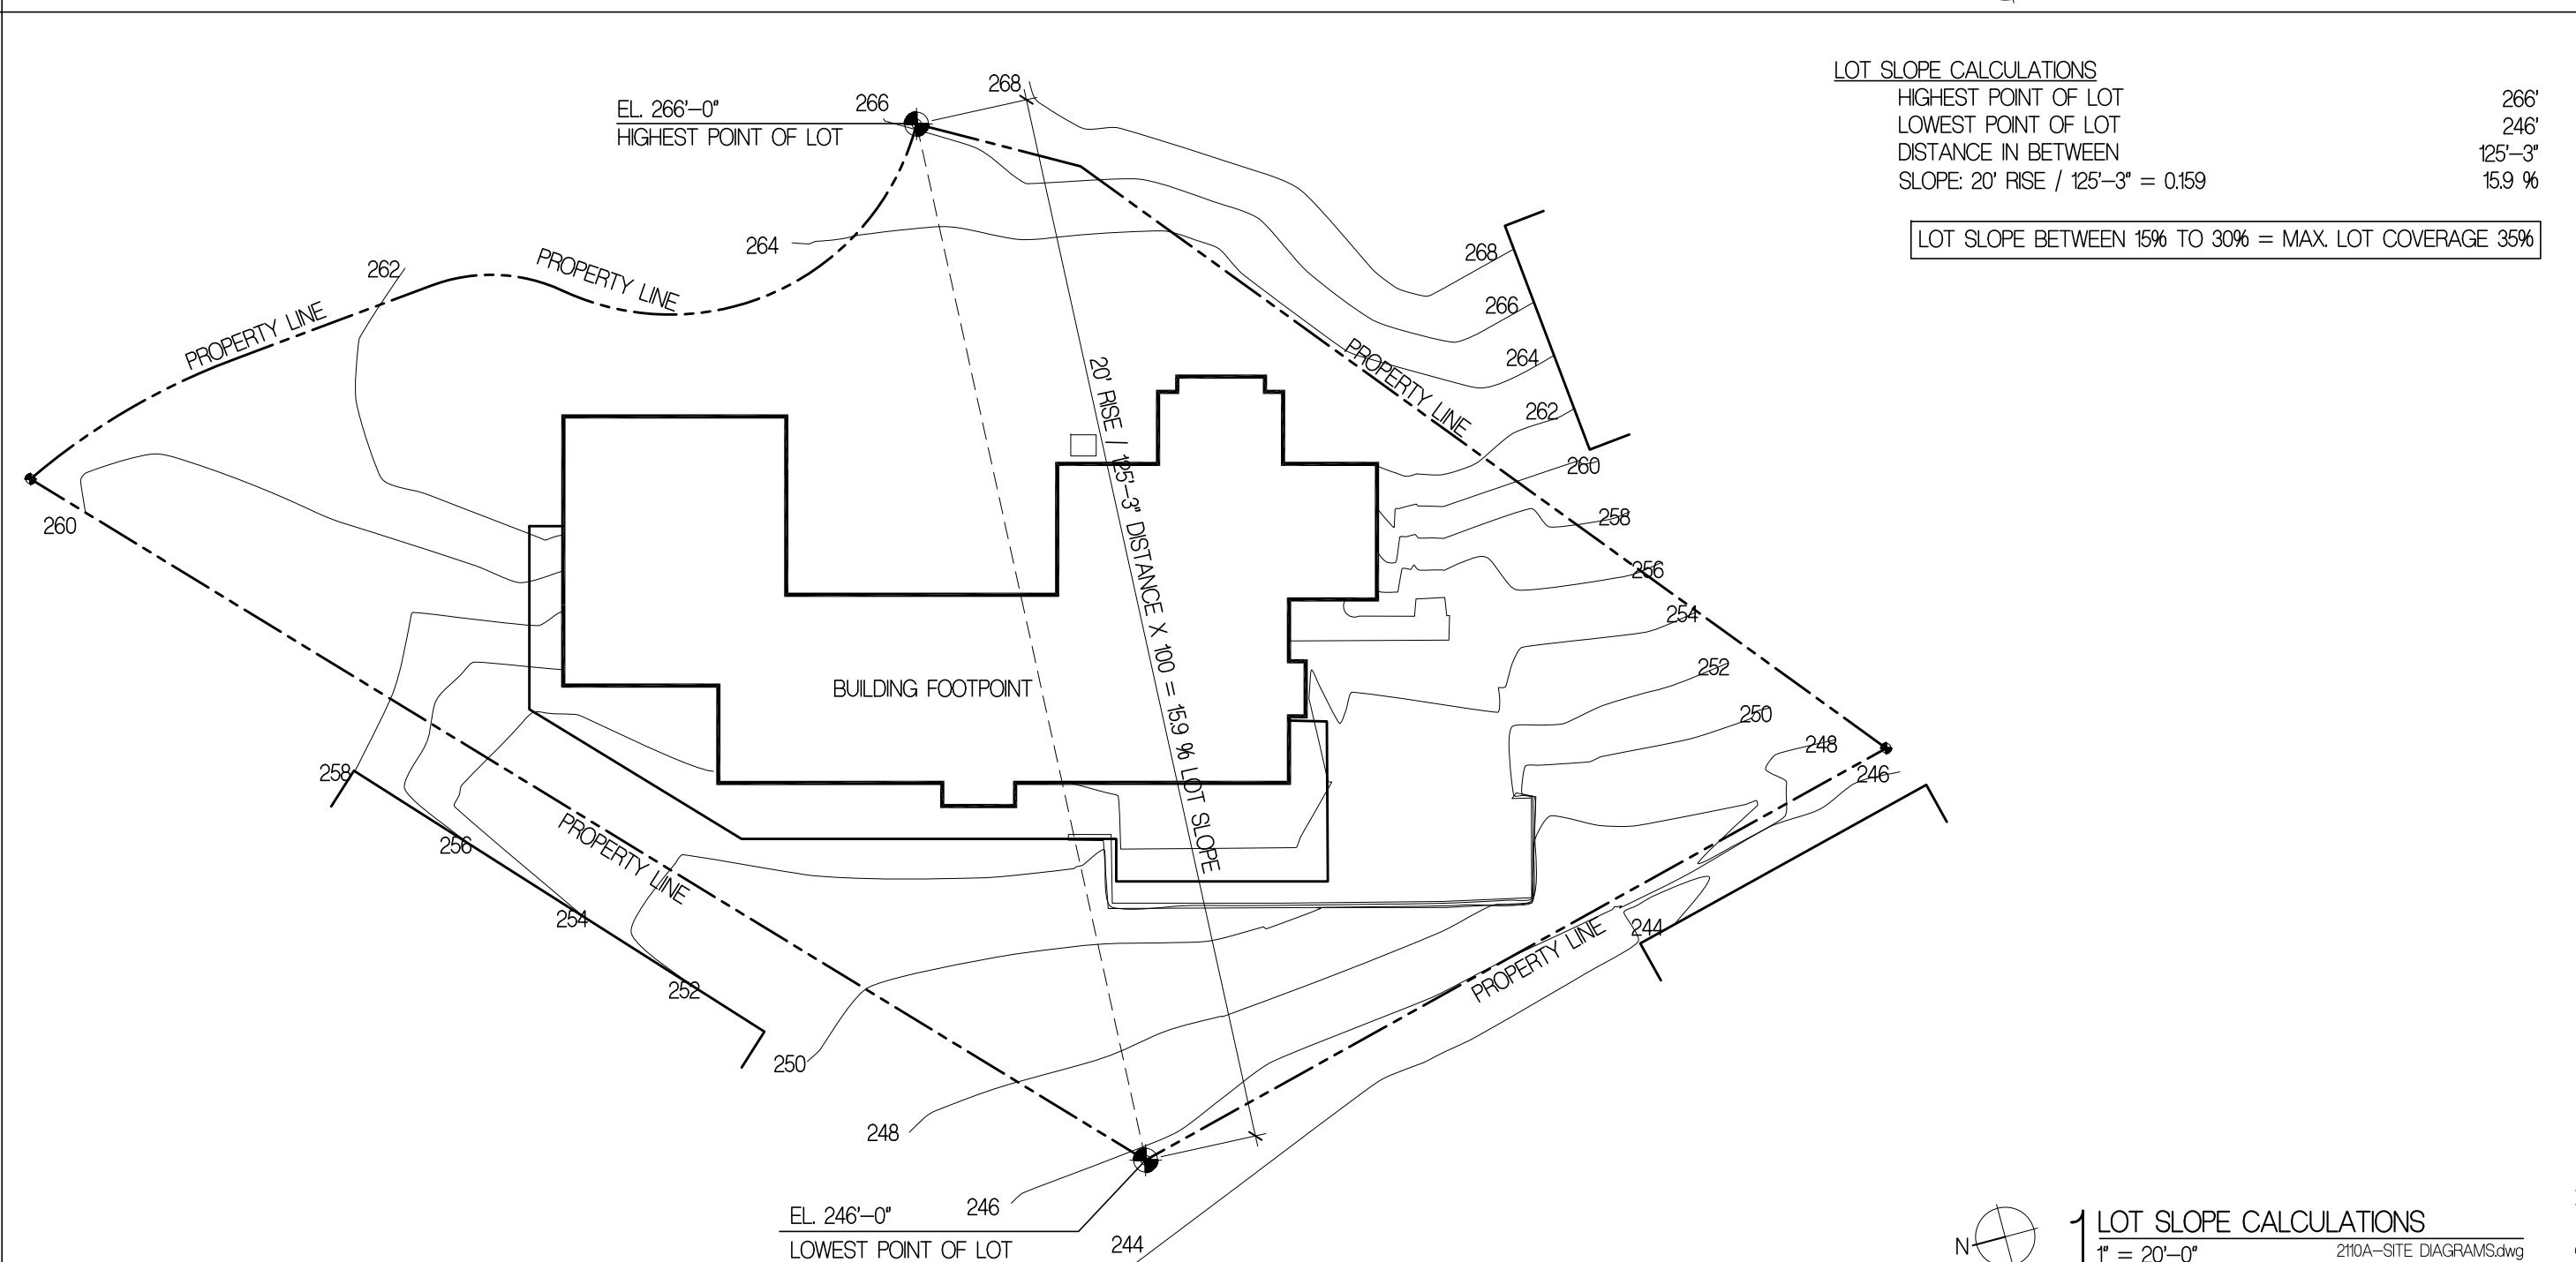 LOT SLOPE CALCULATIONS
HIGHEST POINT OF LOT 266'
LOWEST POINT OF LOT 246'
DISTANCE IN BETWEEN 125'-3"
SLOPE: 20' RISE / 125'-3" = 0.159 15.9 %
LOT SLOPE BETWEEN 15% TO 30% = MAX. LOT COVERAGE 35%
EL. 266'-0"
HIGHEST POINT OF LOT
266
268
264
262
PROPERTY LINE
PROPERTY LINE
PROPERTY LINE
268
266
264
262
260
258
256
254
252
250
248
246
244
260
20' RISE / 125'-3" DISTANCE X 100 = 15.9 % LOT SLOPE
BUILDING FOOTPOINT
258
256
254
252
250
248
246
244
PROPERTY LINE
PROPERTY LINE
EL. 246'-0"
LOWEST POINT OF LOT
N
1
LOT SLOPE CALCULATIONS
1" = 20'-0"
2110A-SITE DIAGRAMS.dwg